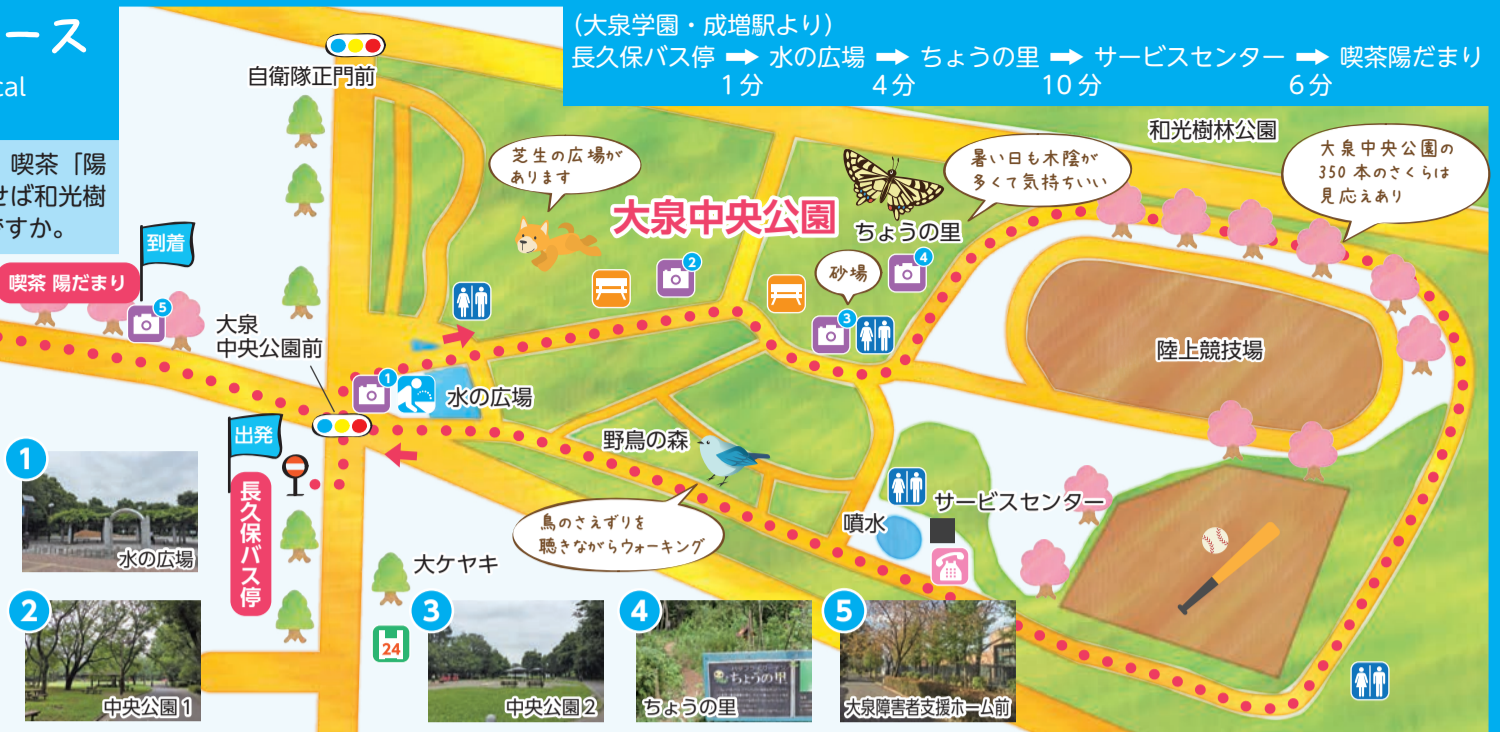 ース
cal
喫茶「陽
せば和光樹
ですか。
(大泉学園・成増駅より)
長久保バス停 ➡ 水の広場 ➡ ちょうの里 ➡ サービスセンター ➡ 喫茶陽だまり
1分 4分 10分 6分
自衛隊正門前
和光樹林公園
芝生の広場が
あります
暑い日も木陰が
多くて気持ちいい
大泉中央公園の
350本のさくらは
見応えあり
大泉中央公園
ちょうの里
到着
喫茶 陽だまり
砂場
2
4
3
5
1
大泉
中央公園前
陸上競技場
水の広場
出発
長久保バス停
野鳥の森
鳥のさえずりを
聴きながらウォーキング
サービスセンター
噴水
大ケヤキ
24
1
水の広場
2
中央公園1
3
中央公園2
4
ちょうの里
ちょうの里
5
大泉障害者支援ホーム前